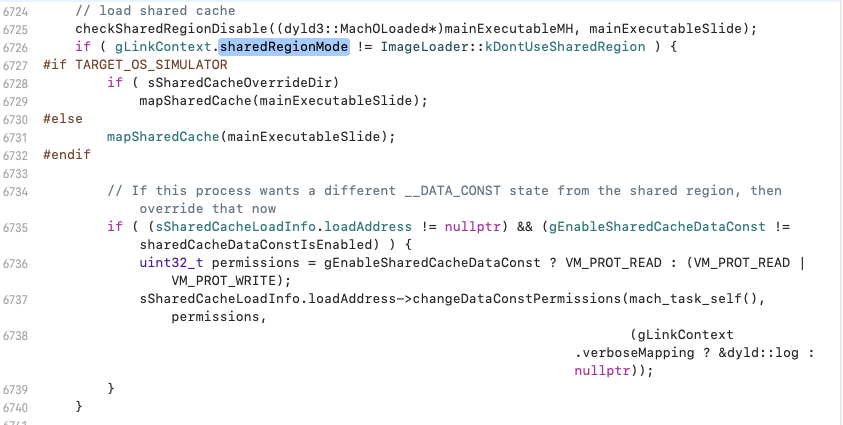 6724 // load shared cache
6725 checkSharedRegionDisable((dyld3::MachOLoaded*)mainExecutableMH, mainExecutableSlide);
6726 if ( gLinkContext.sharedRegionMode != ImageLoader::kDontUseSharedRegion ) {
6727 #if TARGET_OS_SIMULATOR
6728 if ( sSharedCacheOverrideDir)
6729 mapSharedCache(mainExecutableSlide);
6730 #else
6731 mapSharedCache(mainExecutableSlide);
6732 #endif
6733
6734 // If this process wants a different __DATA_CONST state from the shared region, then
override that now
6735 if ( (sSharedCacheLoadInfo.loadAddress != nullptr) && (gEnableSharedCacheDataConst !=
sharedCacheDataConstIsEnabled) ) {
6736 uint32_t permissions = gEnableSharedCacheDataConst ? VM_PROT_READ : (VM_PROT_READ |
VM_PROT_WRITE);
6737 sSharedCacheLoadInfo.loadAddress->changeDataConstPermissions(mach_task_self(),
permissions,
6738 (gLinkContext
.verboseMapping ? &dyld::log :
nullptr));
6739 }
6740 }